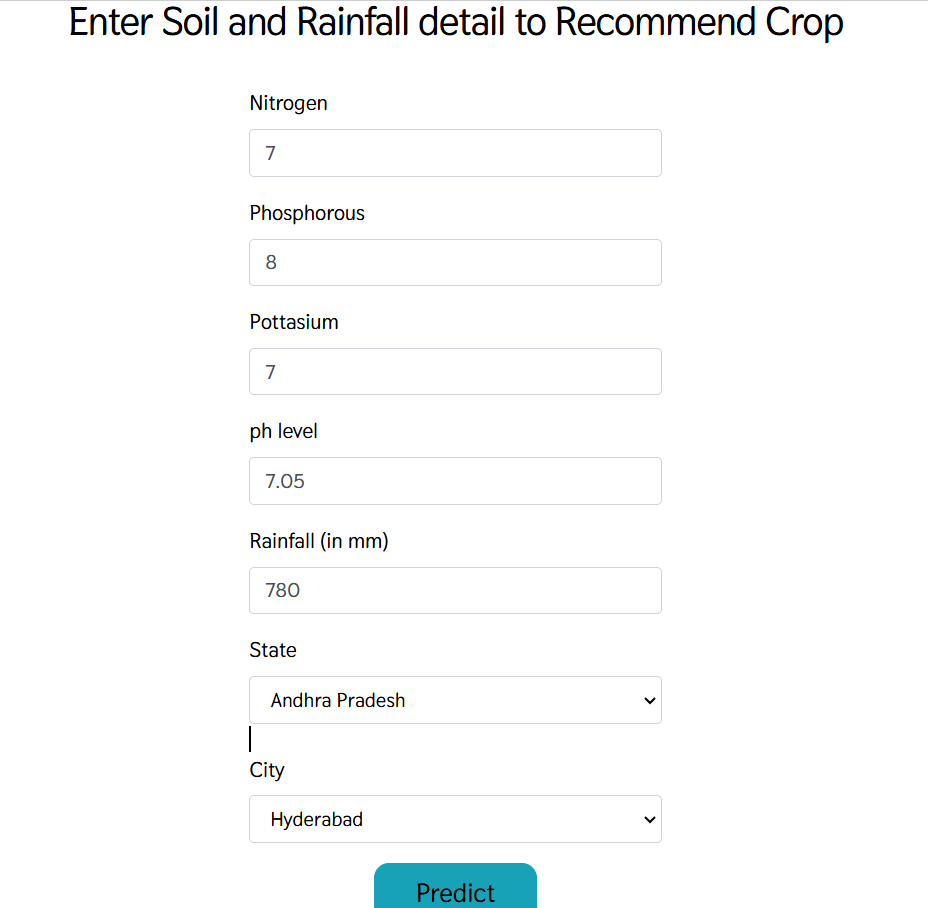 Enter Soil and Rainfall detail to Recommend Crop
Nitrogen
7
Phosphorous
8
Pottasium
7
ph level
7.05
Rainfall (in mm)
780
State
Andhra Pradesh
City
Hyderabad
Predict